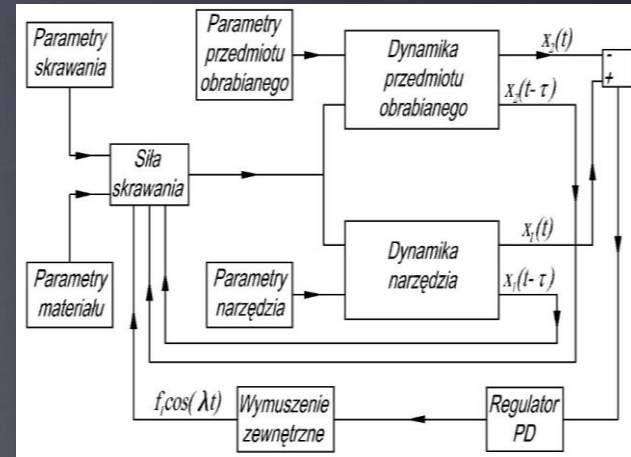 Parametry
skrawania
Parametry
przedmiotu
obrabianego
Dynamika
przedmiotu
obrabianego
x₂(t)
-
+
x₂(t- τ)
Siła
skrawania
Parametry
materiału
Parametry
narzędzia
Dynamika
narzędzia
x₁(t)
x₁(t- τ)
f₁cos( λt)
Wymuszenie
zewnętrzne
Regulator
PD